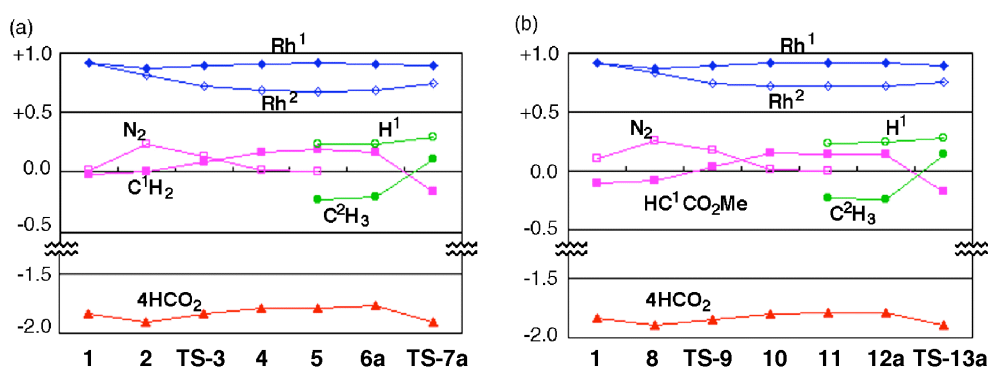 (a)
+1.0
Rh¹
Rh²
+0.5
N₂
H¹
0.0
C¹H₂
C²H₃
-0.5
-1.5
4HCO₂
-2.0
1 2 TS-3 4 5 6a TS-7a
(b)
+1.0
Rh¹
Rh²
+0.5
N₂
H¹
0.0
HC¹CO₂Me
C²H₃
-0.5
-1.5
4HCO₂
-2.0
1 8 TS-9 10 11 12a TS-13a